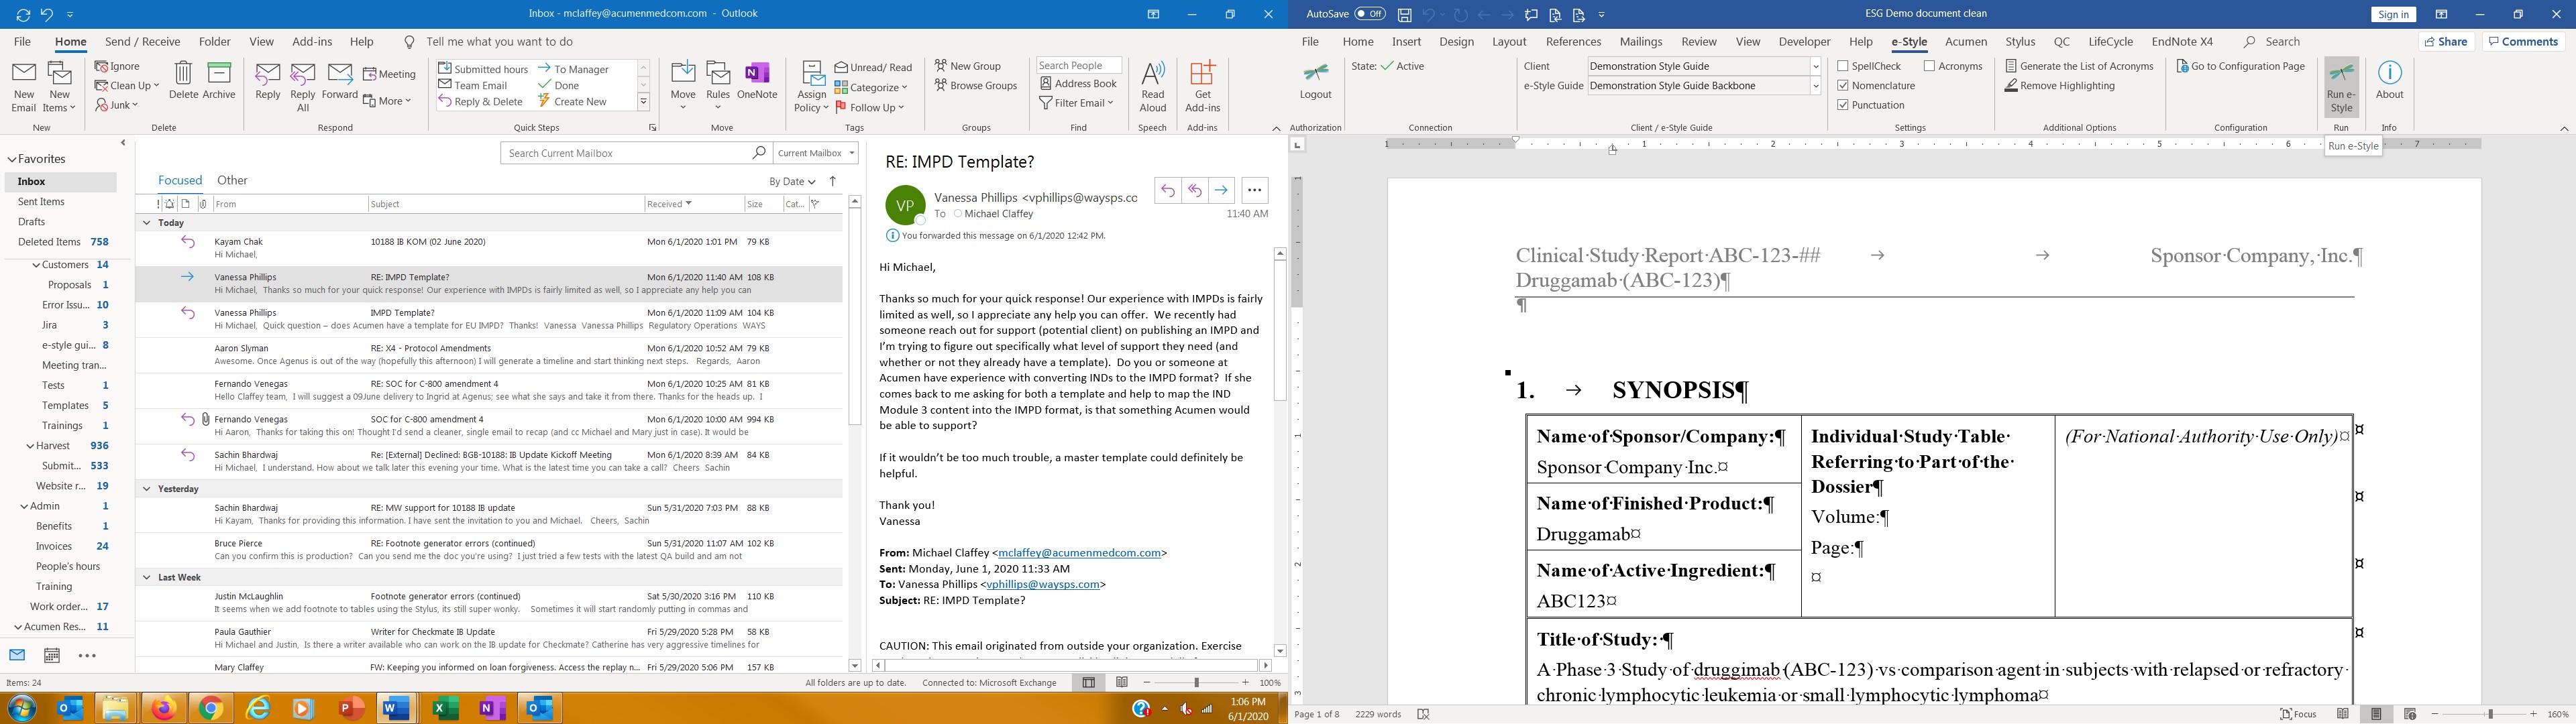 Inbox - mclaffey@acumenmedcom.com - Outlook
File Home Send / Receive Folder View Add-ins Help Tell me what you want to do
New Email
New Items
New
Ignore
Clean Up
Junk
Delete
Archive
Delete
Reply
Reply All
Forward
Meeting
More
Respond
Submitted hours
Team Email
Reply & Delete
To Manager
Done
Create New
Quick Steps
Move
Rules
OneNote
Move
Assign Policy
Unread/ Read
Categorize
Follow Up
Tags
New Group
Browse Groups
Groups
Search People
Address Book
Filter Email
Find
Read Aloud
Speech
Get Add-ins
Add-ins
Favorites
Inbox
Sent Items
Drafts
Deleted Items 758
Customers 14
Proposals 1
Error Issu... 10
Jira 3
e-style gui... 8
Meeting tran...
Tests 1
Templates 5
Trainings 1
Harvest 936
Submit... 533
Website r... 19
Admin 1
Benefits 1
Invoices 24
People's hours
Training
Work order... 17
Acumen Res... 11
Items: 24
Search Current Mailbox Current Mailbox
Focused Other By Date
From Subject Received Size Cat...
Today
Kayam Chak 10188 IB KOM (02 June 2020) Mon 6/1/2020 1:01 PM 79 KB
Hi Michael,
Vanessa Phillips RE: IMPD Template? Mon 6/1/2020 11:40 AM 108 KB
Hi Michael, Thanks so much for your quick response! Our experience with IMPDs is fairly limited as well, so I appreciate any help you can
Vanessa Phillips IMPD Template? Mon 6/1/2020 11:09 AM 104 KB
Hi Michael, Quick question – does Acumen have a template for EU IMPD? Thanks! Vanessa Vanessa Phillips Regulatory Operations WAYS
Aaron Slyman RE: X4 - Protocol Amendments Mon 6/1/2020 10:52 AM 79 KB
Awesome. Once Agenus is out of the way (hopefully this afternoon) I will generate a timeline and start thinking next steps. Regards, Aaron
Fernando Venegas RE: SOC for C-800 amendment 4 Mon 6/1/2020 10:25 AM 81 KB
Hello Claffey team, I will suggest a 09June delivery to Ingrid at Agenus; see what she says and take it from there. Thanks for the heads up. I
Fernando Venegas SOC for C-800 amendment 4 Mon 6/1/2020 10:00 AM 994 KB
Hi Aaron, Thanks for taking this on! Thought I'd send a cleaner, single email to recap (and cc Michael and Mary just in case). It would be
Sachin Bhardwaj Re: [External] Declined: BGB-10188: IB Update Kickoff Meeting Mon 6/1/2020 8:39 AM 84 KB
Hi Michael, I understand. How about we talk later this evening your time. What is the latest time you can take a call? Cheers Sachin
Yesterday
Sachin Bhardwaj RE: MW support for 10188 IB update Sun 5/31/2020 7:03 PM 88 KB
Hi Kayam, Thanks for providing this information. I have sent the invitation to you and Michael. Cheers, Sachin
Bruce Pierce RE: Footnote generator errors (continued) Sun 5/31/2020 11:07 AM 102 KB
Can you confirm this is production? Can you send me the doc you're using? I just tried a few tests with the latest QA build and am not
Last Week
Justin McLaughlin Footnote generator errors (continued) Sat 5/30/2020 3:16 PM 110 KB
It seems when we add footnote to tables using the Stylus, its still super wonky. Sometimes it will start randomly putting in commas and
Paula Gauthier Writer for Checkmate IB Update Fri 5/29/2020 5:28 PM 58 KB
Hi Michael and Justin, Is there a writer available who can work on the IB update for Checkmate? Catherine has very aggressive timelines for
Mary Claffey FW: Keeping you informed on loan forgiveness. Access the replay n... Fri 5/29/2020 5:06 PM 157 KB
RE: IMPD Template?
VP
Vanessa Phillips <vphillips@waysps.co
To Michael Claffey 11:40 AM
You forwarded this message on 6/1/2020 12:42 PM.
Hi Michael,
Thanks so much for your quick response! Our experience with IMPDs is fairly
limited as well, so I appreciate any help you can offer. We recently had
someone reach out for support (potential client) on publishing an IMPD and
I'm trying to figure out specifically what level of support they need (and
whether or not they already have a template). Do you or someone at
Acumen have experience with converting INDs to the IMPD format? If she
comes back to me asking for both a template and help to map the IND
Module 3 content into the IMPD format, is that something Acumen would
be able to support?
If it wouldn't be too much trouble, a master template could definitely be
helpful.
Thank you!
Vanessa
From: Michael Claffey <mclaffey@acumenmedcom.com>
Sent: Monday, June 1, 2020 11:33 AM
To: Vanessa Phillips <vphillips@waysps.com>
Subject: RE: IMPD Template?
CAUTION: This email originated from outside your organization. Exercise
All folders are up to date. Connected to: Microsoft Exchange 100%
1:06 PM
6/1/2020
AutoSave Off ESG Demo document clean Sign in
File Home Insert Design Layout References Mailings Review View Developer Help e-Style Acumen Stylus QC LifeCycle EndNote X4 Search Share Comments
Logout
Authorization
State: Active
Connection
Client Demonstration Style Guide
e-Style Guide Demonstration Style Guide Backbone
Client / e-Style Guide
SpellCheck Acronyms
Nomenclature
Punctuation
Settings
Generate the List of Acronyms
Remove Highlighting
Additional Options
Go to Configuration Page
Configuration
Run e-Style
Run
About
Info
Run e-Style
1 1 2 3 4 5 6 7
Clinical·Study·Report·ABC-123-## → → Sponsor·Company,·Inc.¶
Druggamab·(ABC-123)¶
¶
1. → SYNOPSIS¶
Name·of·Sponsor/Company:¶
Sponsor·Company·Inc.¤
Name·of·Finished·Product:¶
Druggamab¤
Name·of·Active·Ingredient:¶
ABC123¤
Individual·Study·Table·
Referring·to·Part·of·the·
Dossier¶
Volume:¶
Page:¶
¤
(For·National·Authority·Use·Only)¤
Title·of·Study:·¶
A·Phase·3·Study·of·druggimab·(ABC-123)·vs·comparison·agent·in·subjects·with·relapsed·or·refractory·
chronic·lymphocytic·leukemia·or·small·lymphocytic·lymphoma¤
Page 1 of 8 2229 words Focus 160%